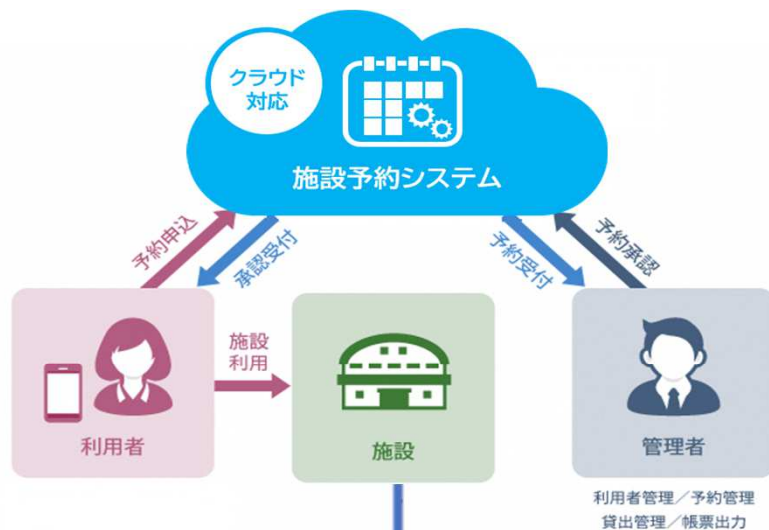 クラウド
対応
施設予約システム
予約申込
承認受付
予約受付
予約承認
施設
利用
利用者
施設
管理者
利用者管理／予約管理
貸出管理／帳票出力